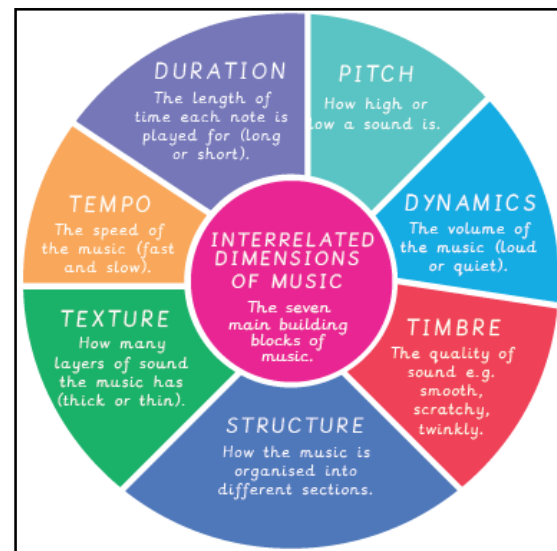 DURATION
The length of
time each note is
played for (long
or short).
PITCH
How high or
low a sound is.
DYNAMICS
The volume of
the music (loud
or quiet).
TIMBRE
The quality of
sound e.g.
smooth,
scratchy,
twinkly.
STRUCTURE
How the music is
organised into
different sections.
TEXTURE
How many
layers of sound
the music has
(thick or thin).
TEMPO
The speed of
the music (fast
and slow).
INTERRELATED
DIMENSIONS
OF MUSIC
The seven
main building
blocks of
music.